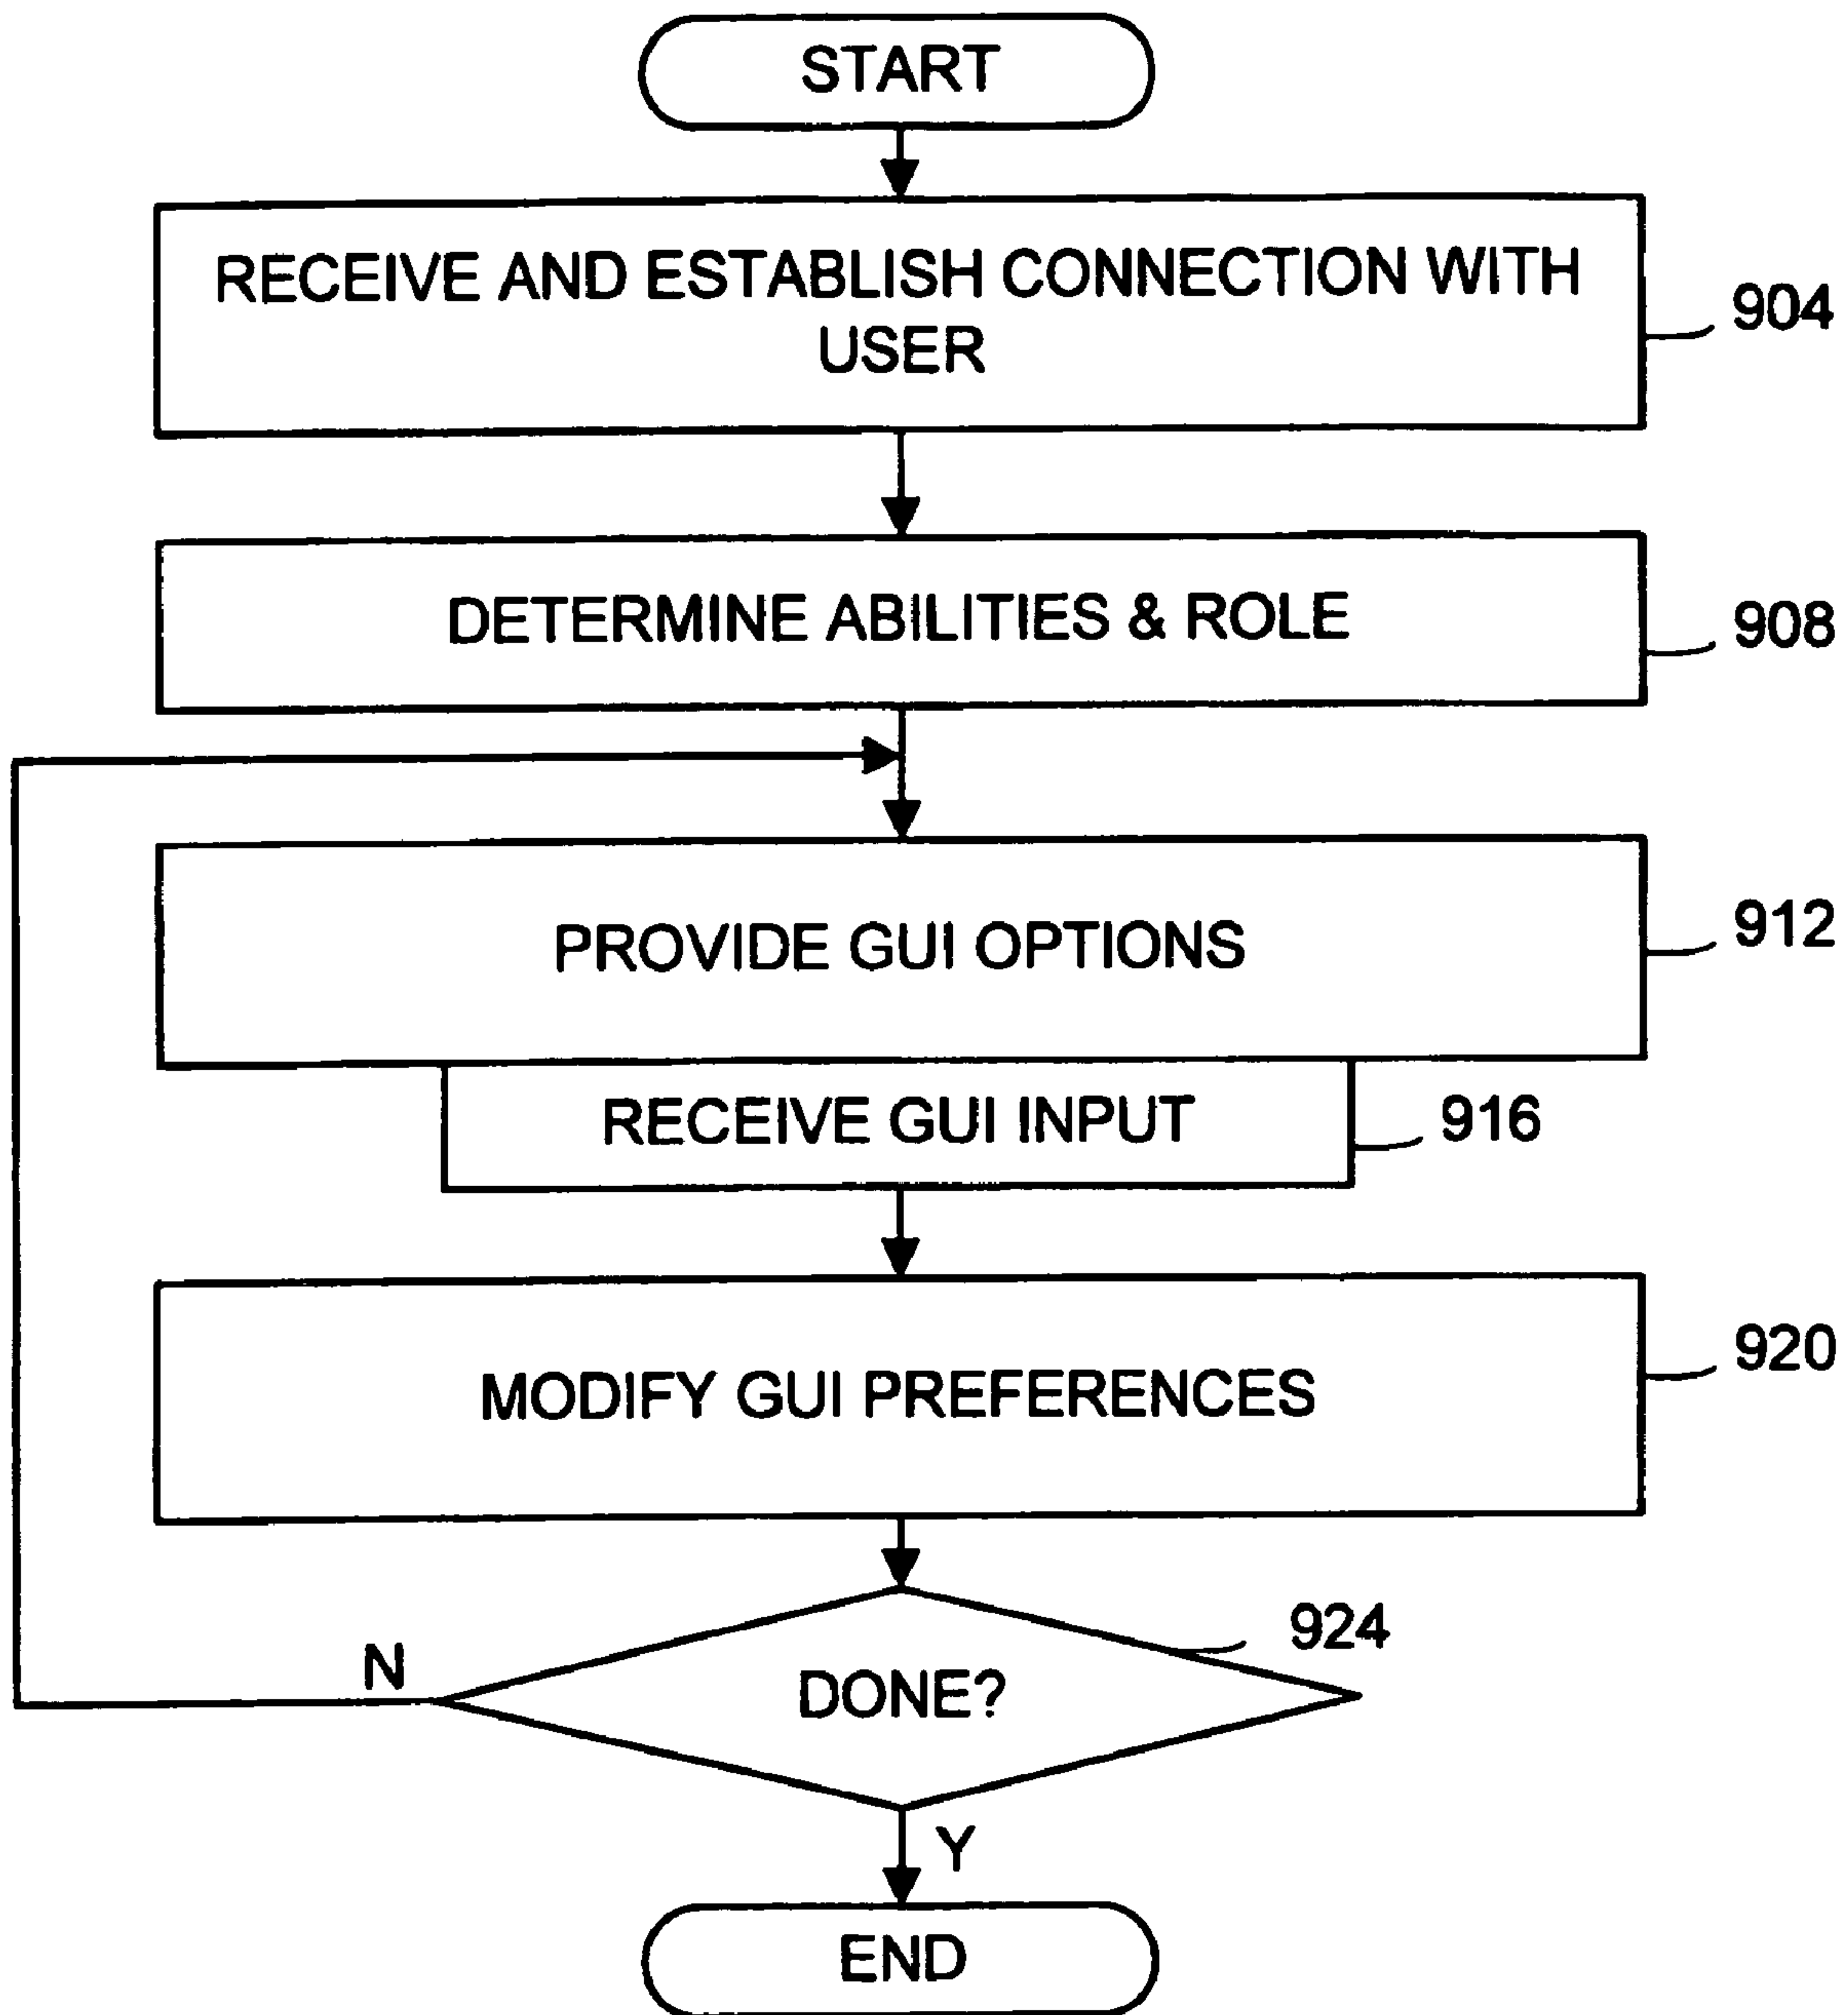 START
RECEIVE AND ESTABLISH CONNECTION WITH
USER
904
DETERMINE ABILITIES & ROLE
908
PROVIDE GUI OPTIONS
912
RECEIVE GUI INPUT
916
MODIFY GUI PREFERENCES
920
924
N
DONE?
Y
END